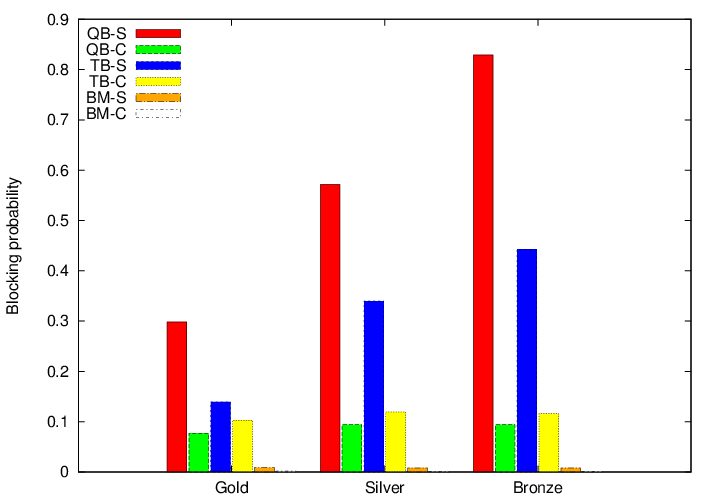 0.9
0.8
0.7
0.6
0.5
0.4
0.3
0.2
0.1
0
Blocking probability
QB-S
QB-C
TB-S
TB-C
BM-S
BM-C
Gold Silver Bronze